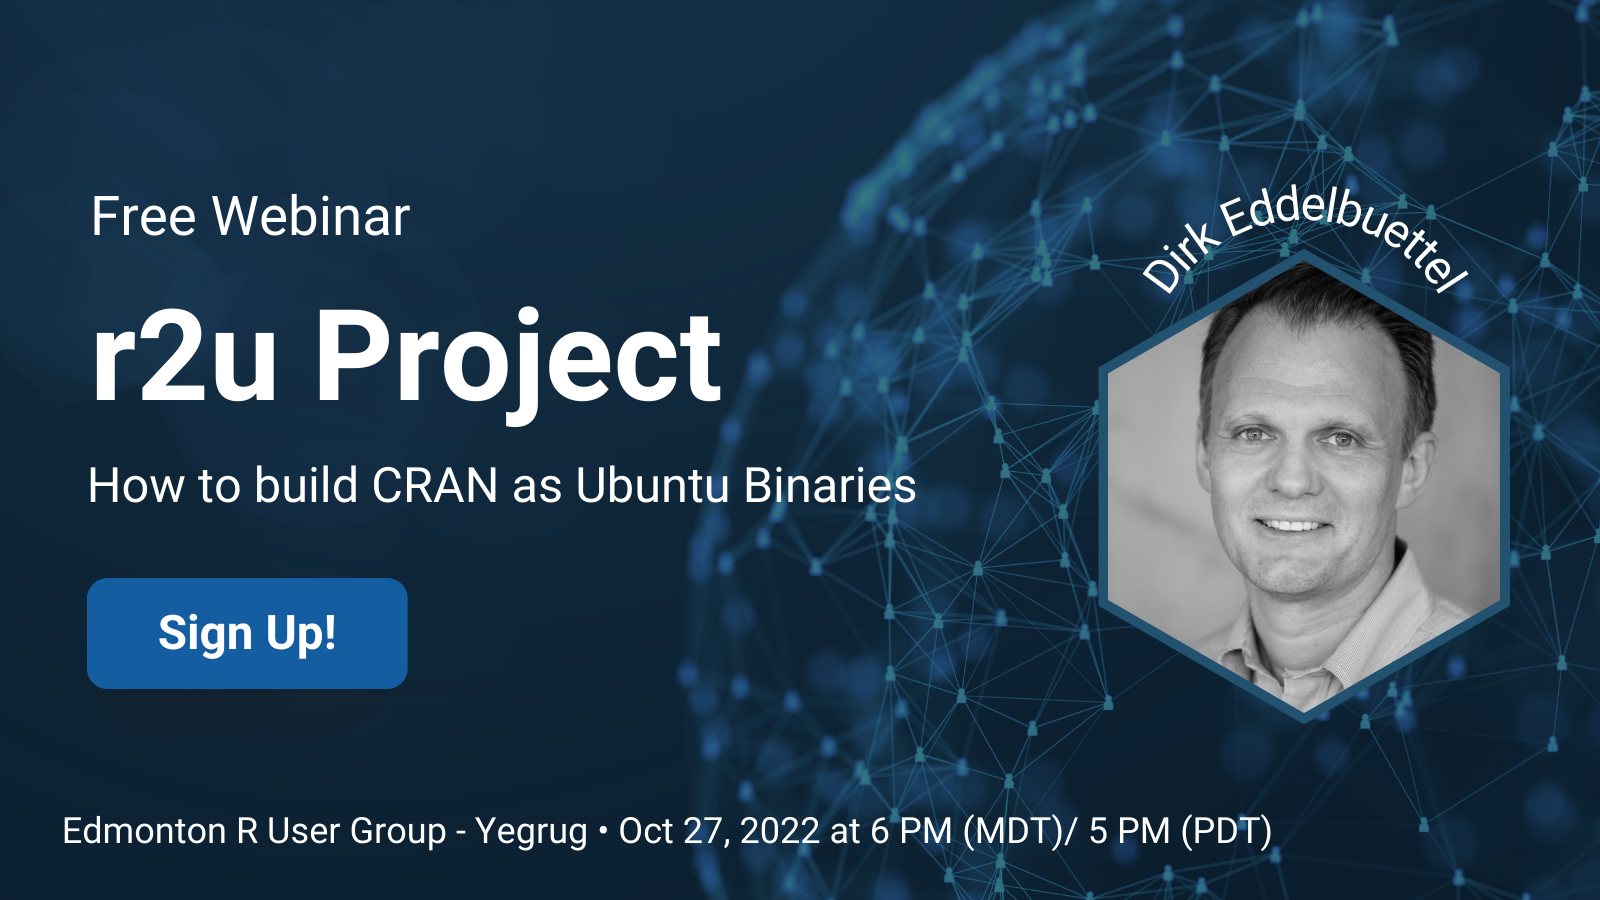 Free Webinar
Dirk Eddelbuettel
r2u Project
How to build CRAN as Ubuntu Binaries
Sign Up!
Edmonton R User Group - Yegrug • Oct 27, 2022 at 6 PM (MDT)/ 5 PM (PDT)